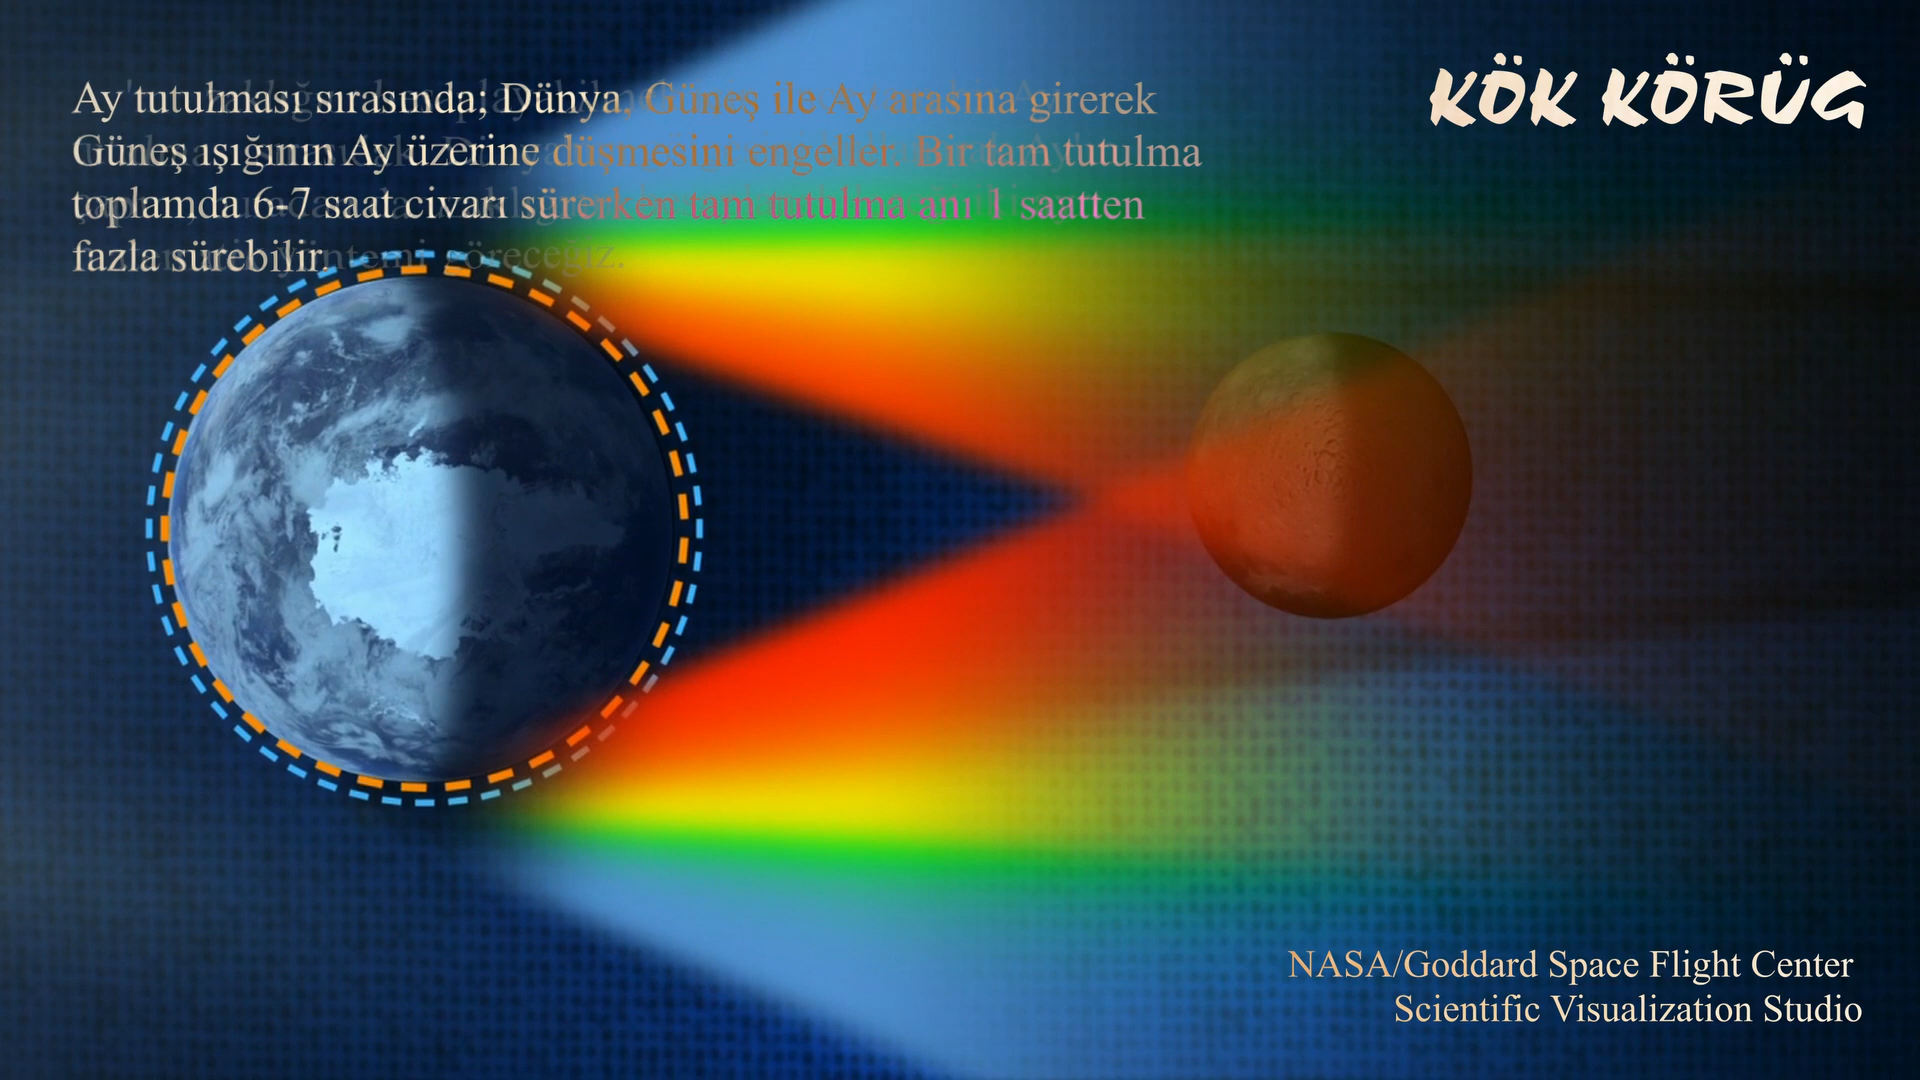 KÖK KÖRÜG
Ay tutulması sırasında; Dünya, Güneş ile Ay arasına girerek
Güneş ışığının Ay üzerine düşmesini engeller. Bir tam tutulma
toplamda 6-7 saat civarı sürerken tam tutulma anı 1 saatten
fazla sürebilir.
göreceğiz.
NASA/Goddard Space Flight Center
Scientific Visualization Studio